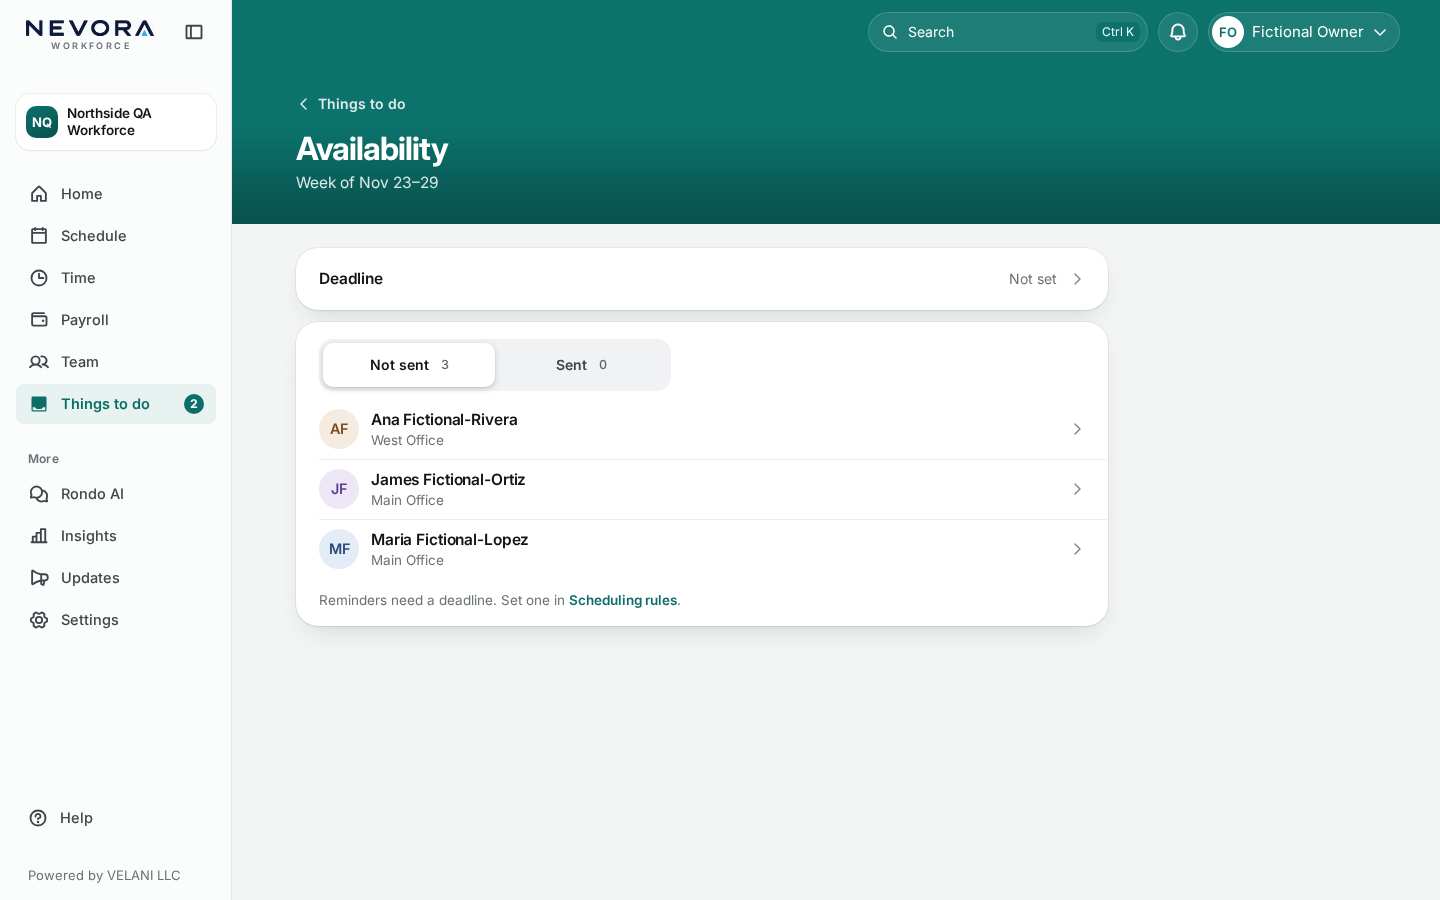 NEVORA
WORKFORCE
Search
Ctrl K
FO
Fictional Owner
NQ
Northside QA
Workforce
Things to do
Availability
Week of Nov 23–29
Home
Schedule
Time
Payroll
Team
Things to do
2
More
Rondo AI
Insights
Updates
Settings
Help
Powered by VELANI LLC
Deadline
Not set
Not sent 3
Sent 0
AF
Ana Fictional-Rivera
West Office
JF
James Fictional-Ortiz
Main Office
MF
Maria Fictional-Lopez
Main Office
Reminders need a deadline. Set one in Scheduling rules.